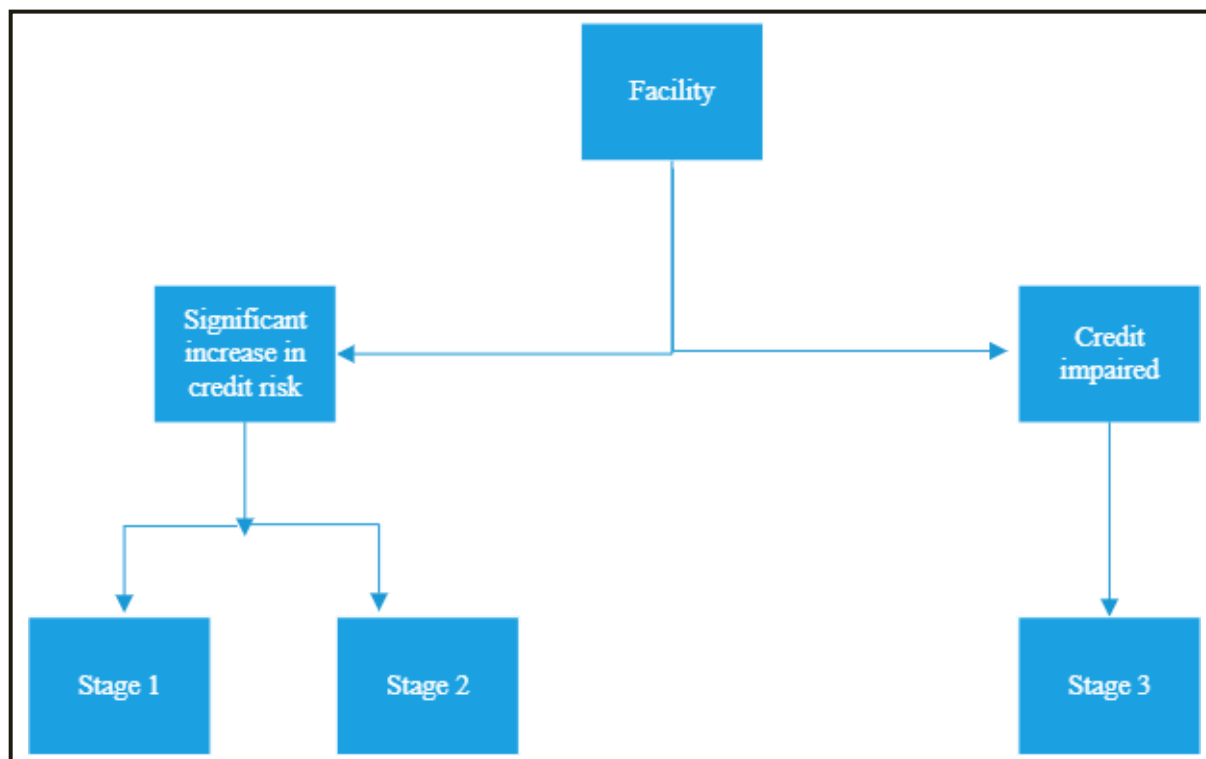 Facility
Significant
increase in
credit risk
Credit
impaired
Stage 1
Stage 2
Stage 3